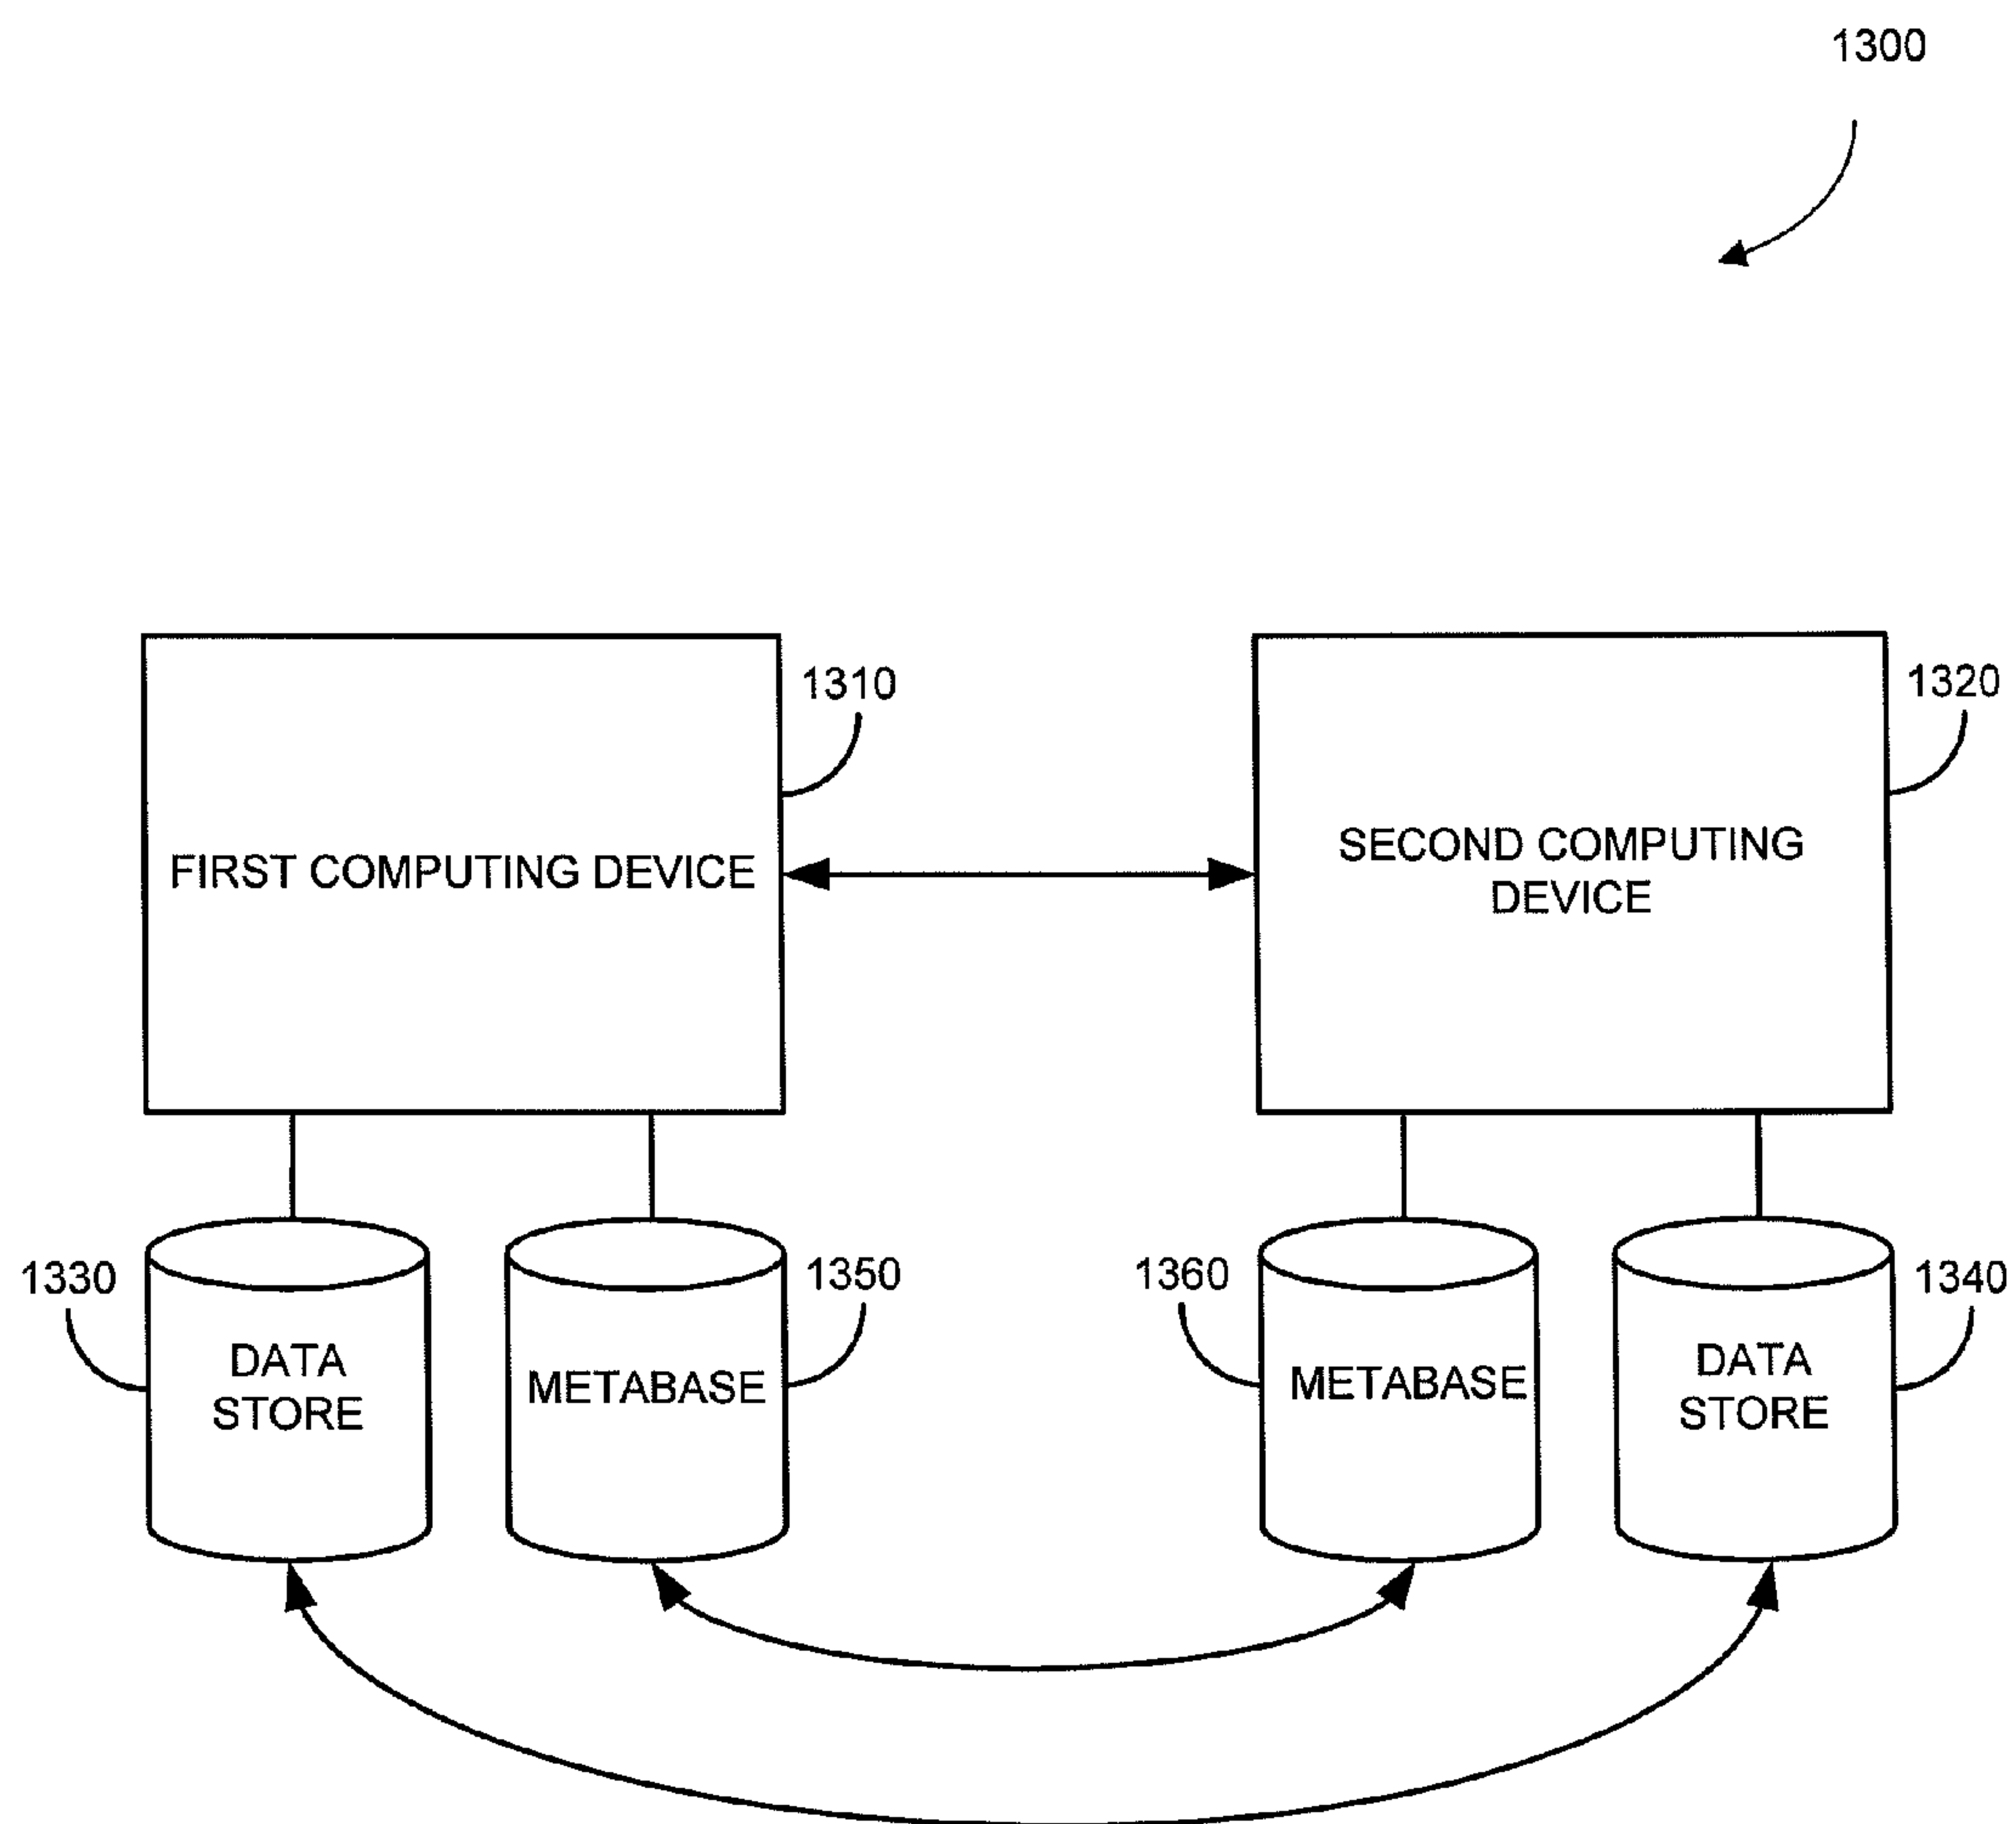 1300
1310
1320
FIRST COMPUTING DEVICE
SECOND COMPUTING
DEVICE
1330
1350
1360
1340
DATA
STORE
METABASE
METABASE
DATA
STORE